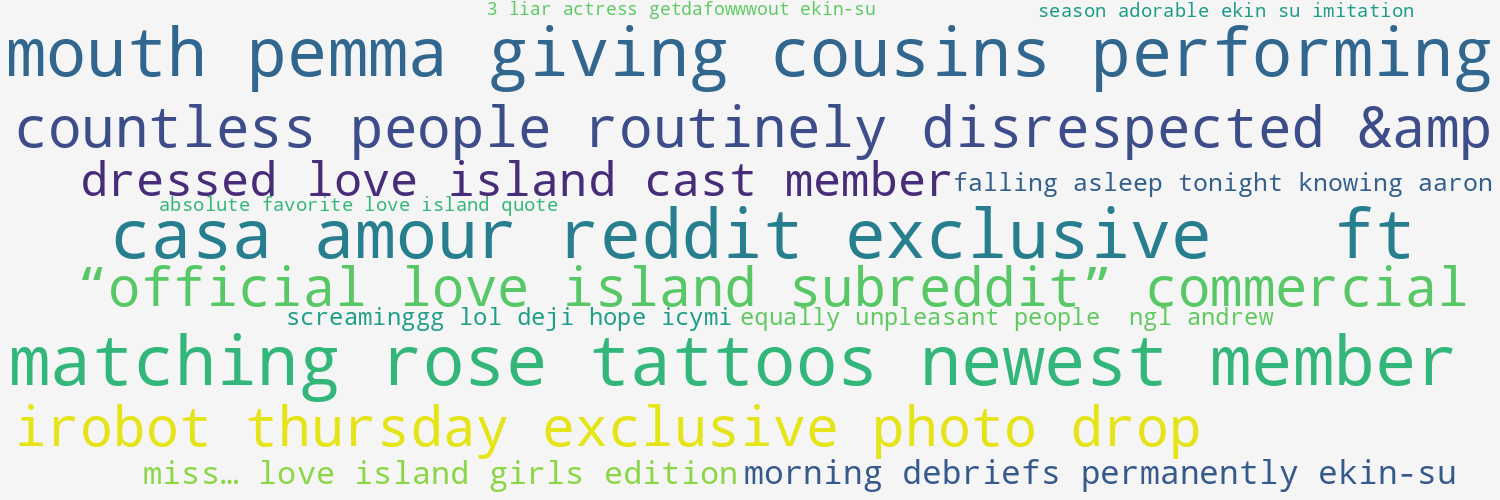 3 liar actress getdafowwwout ekin-su
season adorable ekin su imitation
mouth pemma giving cousins performing
countless people routinely disrespected &amp
dressed love island cast member
falling asleep tonight knowing aaron
absolute favorite love island quote
casa amour reddit exclusive ft
“official love island subreddit” commercial
screaminggg lol deji hope icymi
equally unpleasant people ngl andrew
matching rose tattoos newest member
irobot thursday exclusive photo drop
miss… love island girls edition
morning debriefs permanently ekin-su